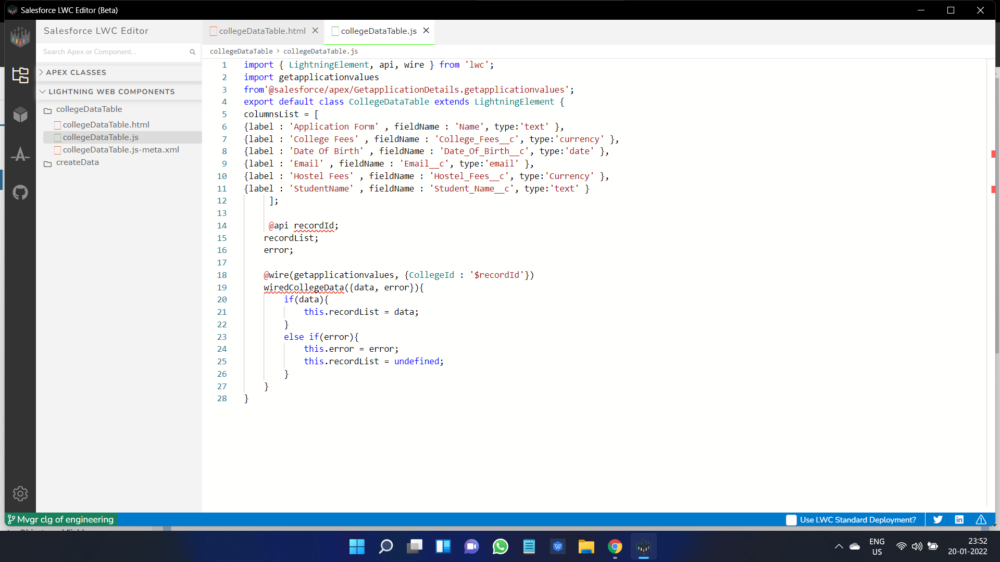 Salesforce LWC Editor (Beta)
Salesforce LWC Editor
Search Apex or Component...
APEX CLASSES
LIGHTNING WEB COMPONENTS
collegeDataTable
collegeDataTable.html
collegeDataTable.js
collegeDataTable.js-meta.xml
createData
collegeDataTable.html
collegeDataTable.js
collegeDataTable > collegeDataTable.js
1 import { LightningElement, api, wire } from 'lwc';
2 import getapplicationvalues
3 from'@salesforce/apex/GetapplicationDetails.getapplicationvalues';
4 export default class CollegeDataTable extends LightningElement {
5 columnsList = [
6 {label : 'Application Form' , fieldName : 'Name', type:'text' },
7 {label : 'College Fees' , fieldName : 'College_Fees__c', type:'currency' },
8 {label : 'Date Of Birth' , fieldName : 'Date_Of_Birth__c', type:'date' },
9 {label : 'Email' , fieldName : 'Email__c', type:'email' },
10 {label : 'Hostel Fees' , fieldName : 'Hostel_Fees__c', type:'Currency' },
11 {label : 'StudentName' , fieldName : 'Student_Name__c', type:'text' }
12 ];
13
14 @api recordId;
15 recordList;
16 error;
17
18 @wire(getapplicationvalues, {CollegeId : '$recordId'})
19 wiredCollegeData({data, error}){
20 if(data){
21 this.recordList = data;
22 }
23 else if(error){
24 this.error = error;
25 this.recordList = undefined;
26 }
27 }
28 }
Mvgr clg of engineering
Use LWC Standard Deployment?
ENG
US
23:52
20-01-2022